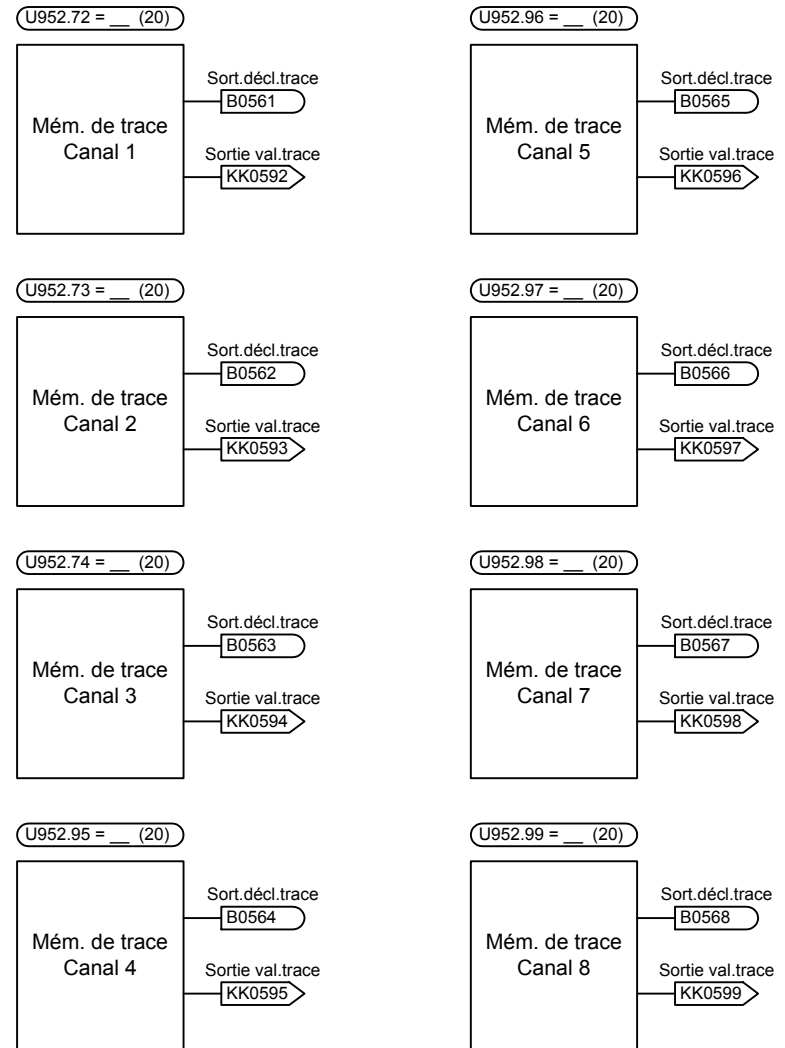 U952.72 = __ (20)
Mém. de trace
Canal 1
Sort.décl.trace
B0561
Sortie val.trace
KK0592
U952.96 = __ (20)
Mém. de trace
Canal 5
Sort.décl.trace
B0565
Sortie val.trace
KK0596
U952.73 = __ (20)
Mém. de trace
Canal 2
Sort.décl.trace
B0562
Sortie val.trace
KK0593
U952.97 = __ (20)
Mém. de trace
Canal 6
Sort.décl.trace
B0566
Sortie val.trace
KK0597
U952.74 = __ (20)
Mém. de trace
Canal 3
Sort.décl.trace
B0563
Sortie val.trace
KK0594
U952.98 = __ (20)
Mém. de trace
Canal 7
Sort.décl.trace
B0567
Sortie val.trace
KK0598
U952.95 = __ (20)
Mém. de trace
Canal 4
Sort.décl.trace
B0564
Sortie val.trace
KK0595
U952.99 = __ (20)
Mém. de trace
Canal 8
Sort.décl.trace
B0568
Sortie val.trace
KK0599